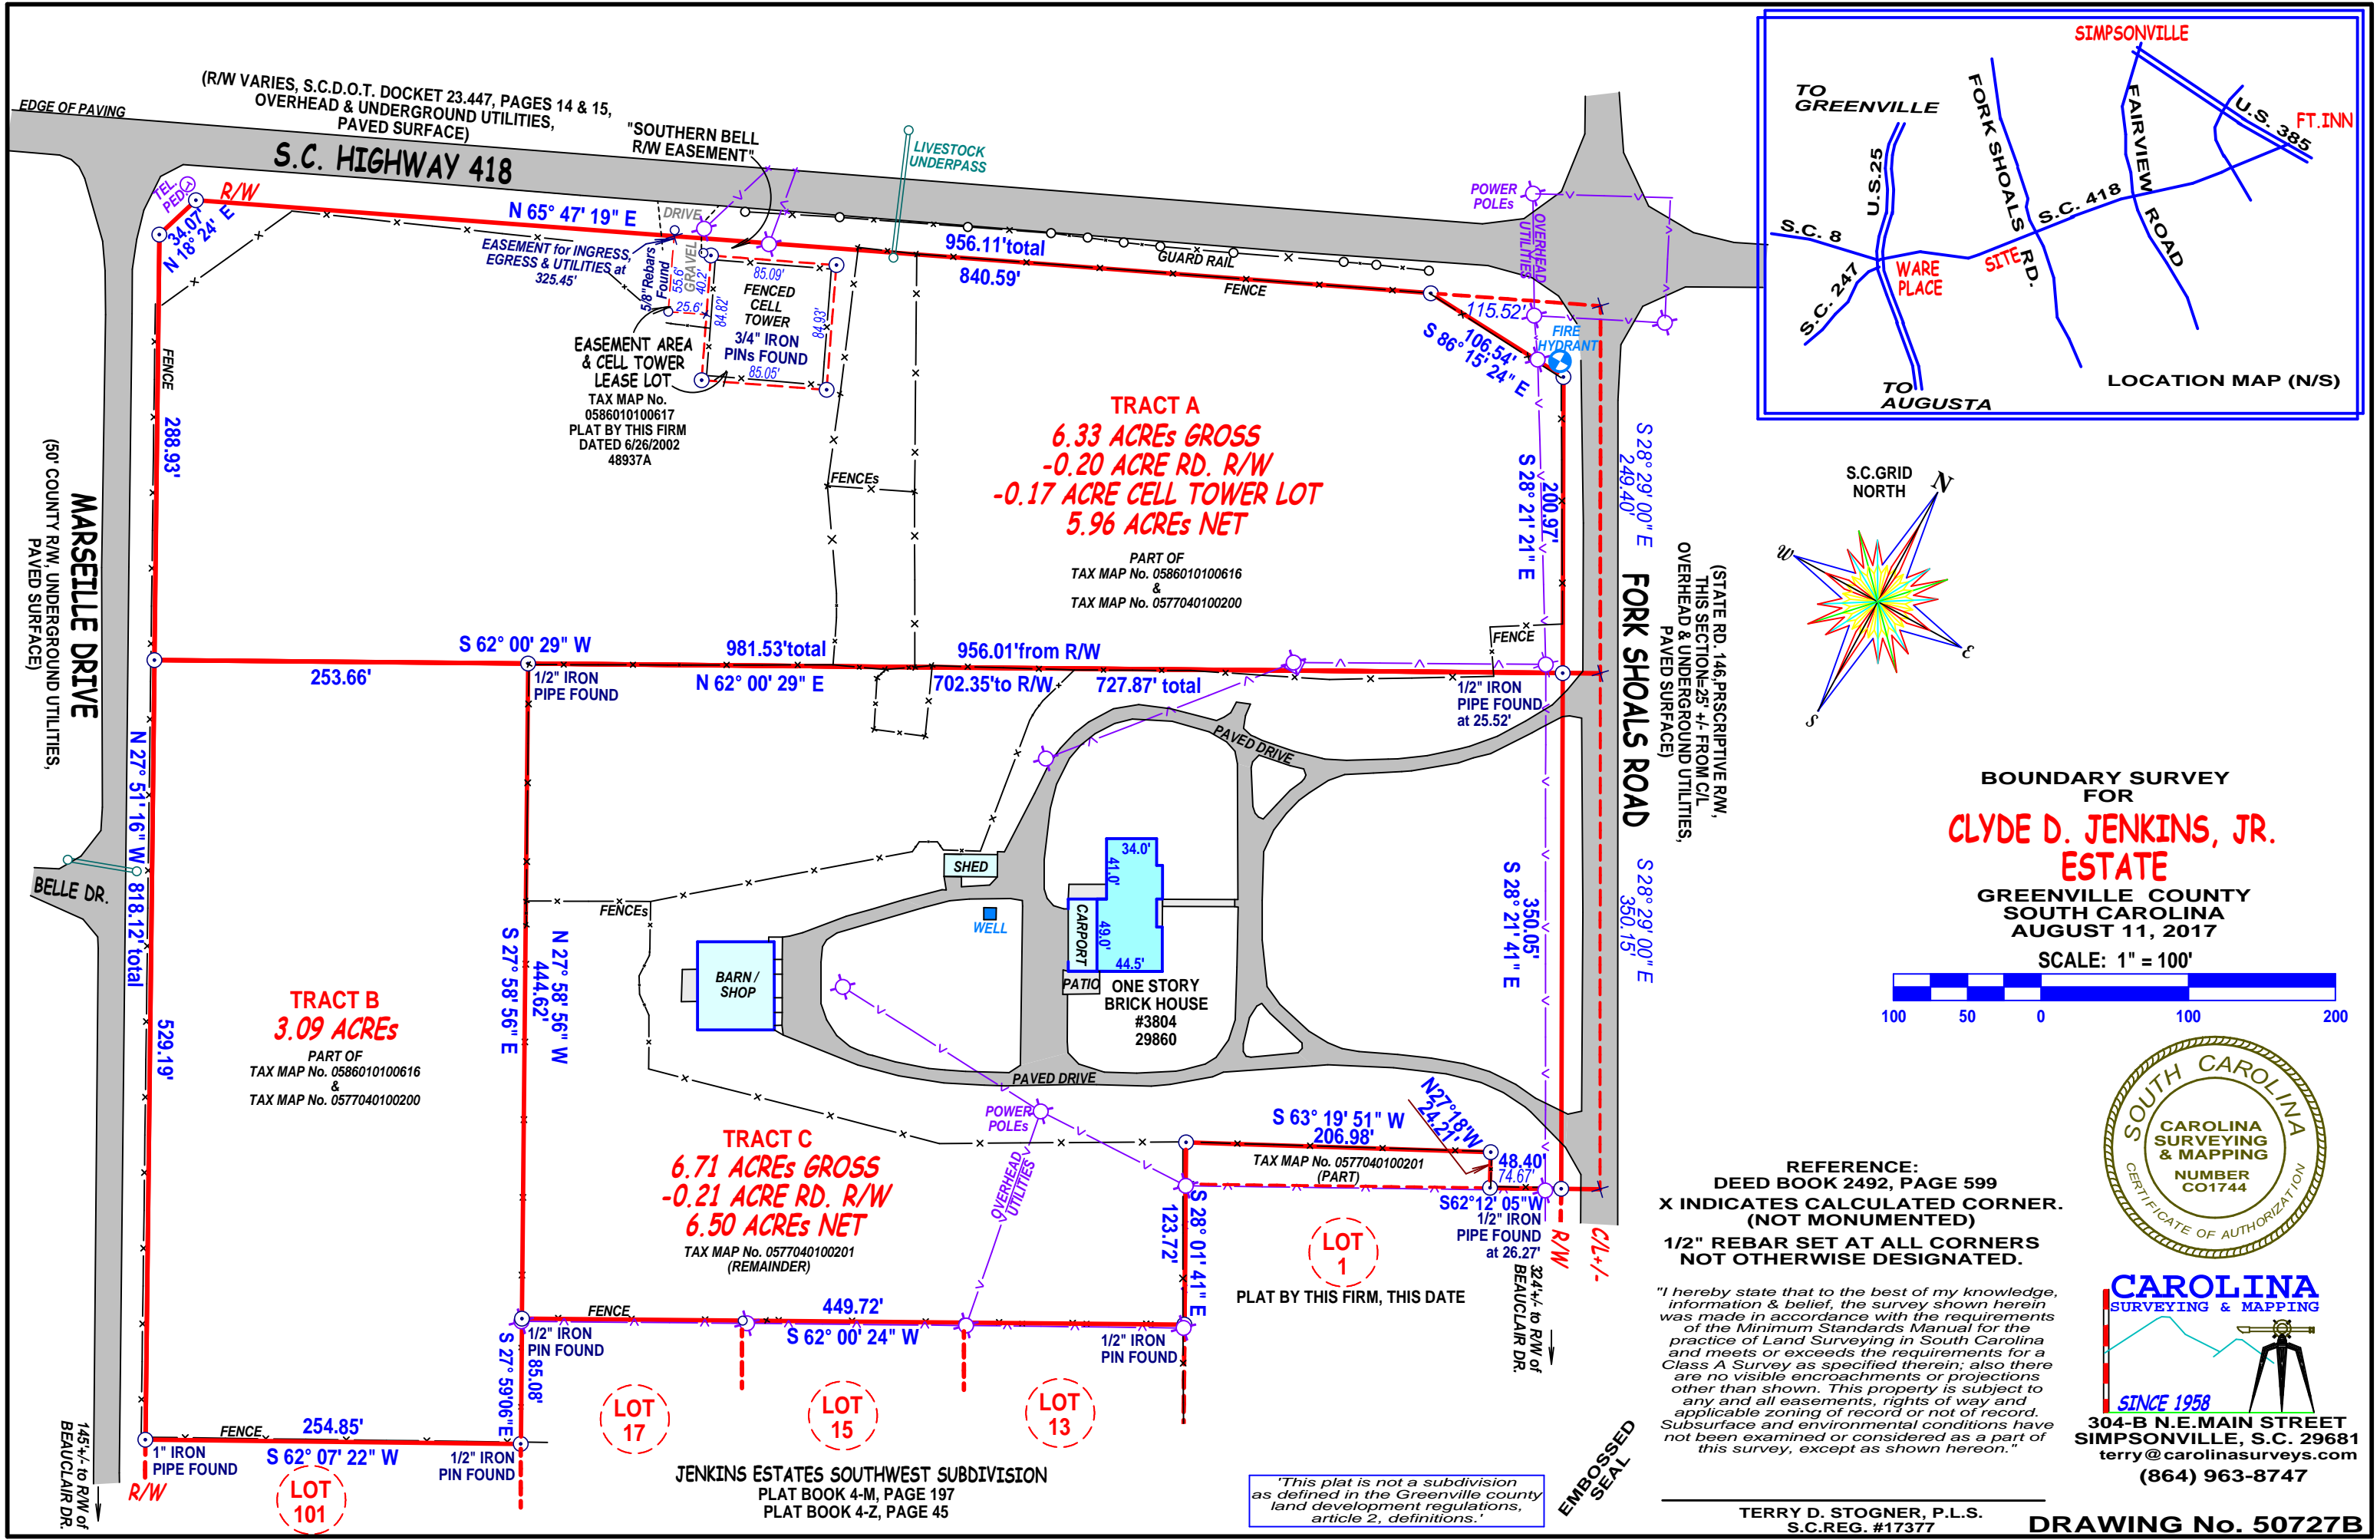 EDGE OF PAVING
(R/W VARIES, S.C.D.O.T. DOCKET 23.447, PAGES 14 & 15,
OVERHEAD & UNDERGROUND UTILITIES,
PAVED SURFACE)
S.C. HIGHWAY 418
"SOUTHERN BELL
R/W EASEMENT"
LIVESTOCK
UNDERPASS
TEL.
PED.
T
R/W
34.07'
N 18° 24' E
N 65° 47' 19" E
DRIVE
GRAVEL
956.11'total
840.59'
GUARD RAIL
FENCE
EASEMENT for INGRESS,
EGRESS & UTILITIES at
325.45'
5/8"Rebars
Found
55.6'
40.2'
25.6'
85.09'
84.82'
84.93'
85.05'
FENCED
CELL
TOWER
3/4" IRON
PINs FOUND
EASEMENT AREA
& CELL TOWER
LEASE LOT
TAX MAP No.
0586010100617
PLAT BY THIS FIRM
DATED 6/26/2002
48937A
POWER
POLEs
OVERHEAD
UTILITIES
115.52'
106.54'
S 86° 15' 24" E
FIRE
HYDRANT
TRACT A
6.33 ACREs GROSS
-0.20 ACRE RD. R/W
-0.17 ACRE CELL TOWER LOT
5.96 ACREs NET
PART OF
TAX MAP No. 0586010100616
&
TAX MAP No. 0577040100200
FENCEs
FENCE
288.93'
MARSEILLE DRIVE
(50' COUNTY R/W, UNDERGROUND UTILITIES,
PAVED SURFACE)
200.97'
S 28° 21' 21" E
S 28° 29' 00" E
249.40'
FORK SHOALS ROAD
(STATE RD. 146,PRSCRIPTIVE R/W,
THIS SECTION=25' +/- FROM C/L
OVERHEAD & UNDERGROUND UTILITIES,
PAVED SURFACE)
S 62° 00' 29" W
981.53'total
956.01'from R/W
FENCE
253.66'
1/2" IRON
PIPE FOUND
N 62° 00' 29" E
702.35'to R/W
727.87' total
1/2" IRON
PIPE FOUND
at 25.52'
PAVED DRIVE
N 27° 51' 16" W 818.12'total
BELLE DR.
SHED
FENCEs
WELL
34.0'
41.0'
49.0'
44.5'
CARPORT
PATIO
BARN /
SHOP
ONE STORY
BRICK HOUSE
#3804
29860
350.05'
S 28° 21' 41" E
S 28° 29' 00" E
350.15'
TRACT B
3.09 ACREs
PART OF
TAX MAP No. 0586010100616
&
TAX MAP No. 0577040100200
529.19'
S 27° 58' 56" E
N 27° 58' 56" W
444.62'
PAVED DRIVE
POWER
POLEs
OVERHEAD
UTILITIES
TRACT C
6.71 ACREs GROSS
-0.21 ACRE RD. R/W
6.50 ACREs NET
TAX MAP No. 0577040100201
(REMAINDER)
S 63° 19' 51" W
206.98'
N27°18'W
24.21'
TAX MAP No. 0577040100201
(PART)
48.40'
74.67'
S62°12' 05"W
1/2" IRON
PIPE FOUND
at 26.27'
R/W
C/L+/-
S 28° 01' 41" E
123.72'
LOT
1
PLAT BY THIS FIRM, THIS DATE
324'+/- to R/W of
BEAUCLAIR DR.
FENCE
449.72'
S 62° 00' 24" W
1/2" IRON
PIN FOUND
1/2" IRON
PIN FOUND
S 27° 59'06"E
85.08'
LOT
17
LOT
15
LOT
13
FENCE
254.85'
S 62° 07' 22" W
1" IRON
PIPE FOUND
1/2" IRON
PIN FOUND
R/W
LOT
101
145'+/- to R/W of
BEAUCLAIR DR.
JENKINS ESTATES SOUTHWEST SUBDIVISION
PLAT BOOK 4-M, PAGE 197
PLAT BOOK 4-Z, PAGE 45
'This plat is not a subdivision
as defined in the Greenville county
land development regulations,
article 2, definitions.'
EMBOSSED
SEAL
SIMPSONVILLE
TO
GREENVILLE
U.S.25
FORK SHOALS RD.
FAIRVIEW ROAD
U.S. 385
FT.INN
S.C. 418
S.C. 8
S.C. 247
WARE
PLACE
SITE
TO
AUGUSTA
LOCATION MAP (N/S)
S.C.GRID
NORTH
N
W
E
S
BOUNDARY SURVEY
FOR
CLYDE D. JENKINS, JR.
ESTATE
GREENVILLE COUNTY
SOUTH CAROLINA
AUGUST 11, 2017
SCALE: 1" = 100'
100 50 0 100 200
SOUTH CAROLINA
CAROLINA
SURVEYING
& MAPPING
NUMBER
CO1744
CERTIFICATE OF AUTHORIZATION
REFERENCE:
DEED BOOK 2492, PAGE 599
X INDICATES CALCULATED CORNER.
(NOT MONUMENTED)
1/2" REBAR SET AT ALL CORNERS
NOT OTHERWISE DESIGNATED.
"I hereby state that to the best of my knowledge,
information & belief, the survey shown herein
was made in accordance with the requirements
of the Minimum Standards Manual for the
practice of Land Surveying in South Carolina
and meets or exceeds the requirements for a
Class A Survey as specified therein; also there
are no visible encroachments or projections
other than shown. This property is subject to
any and all easements, rights of way and
applicable zoning of record or not of record.
Subsurface and environmental conditions have
not been examined or considered as a part of
this survey, except as shown hereon."
TERRY D. STOGNER, P.L.S.
S.C.REG. #17377
CAROLINA
SURVEYING & MAPPING
SINCE 1958
304-B N.E.MAIN STREET
SIMPSONVILLE, S.C. 29681
terry@carolinasurveys.com
(864) 963-8747
DRAWING No. 50727B